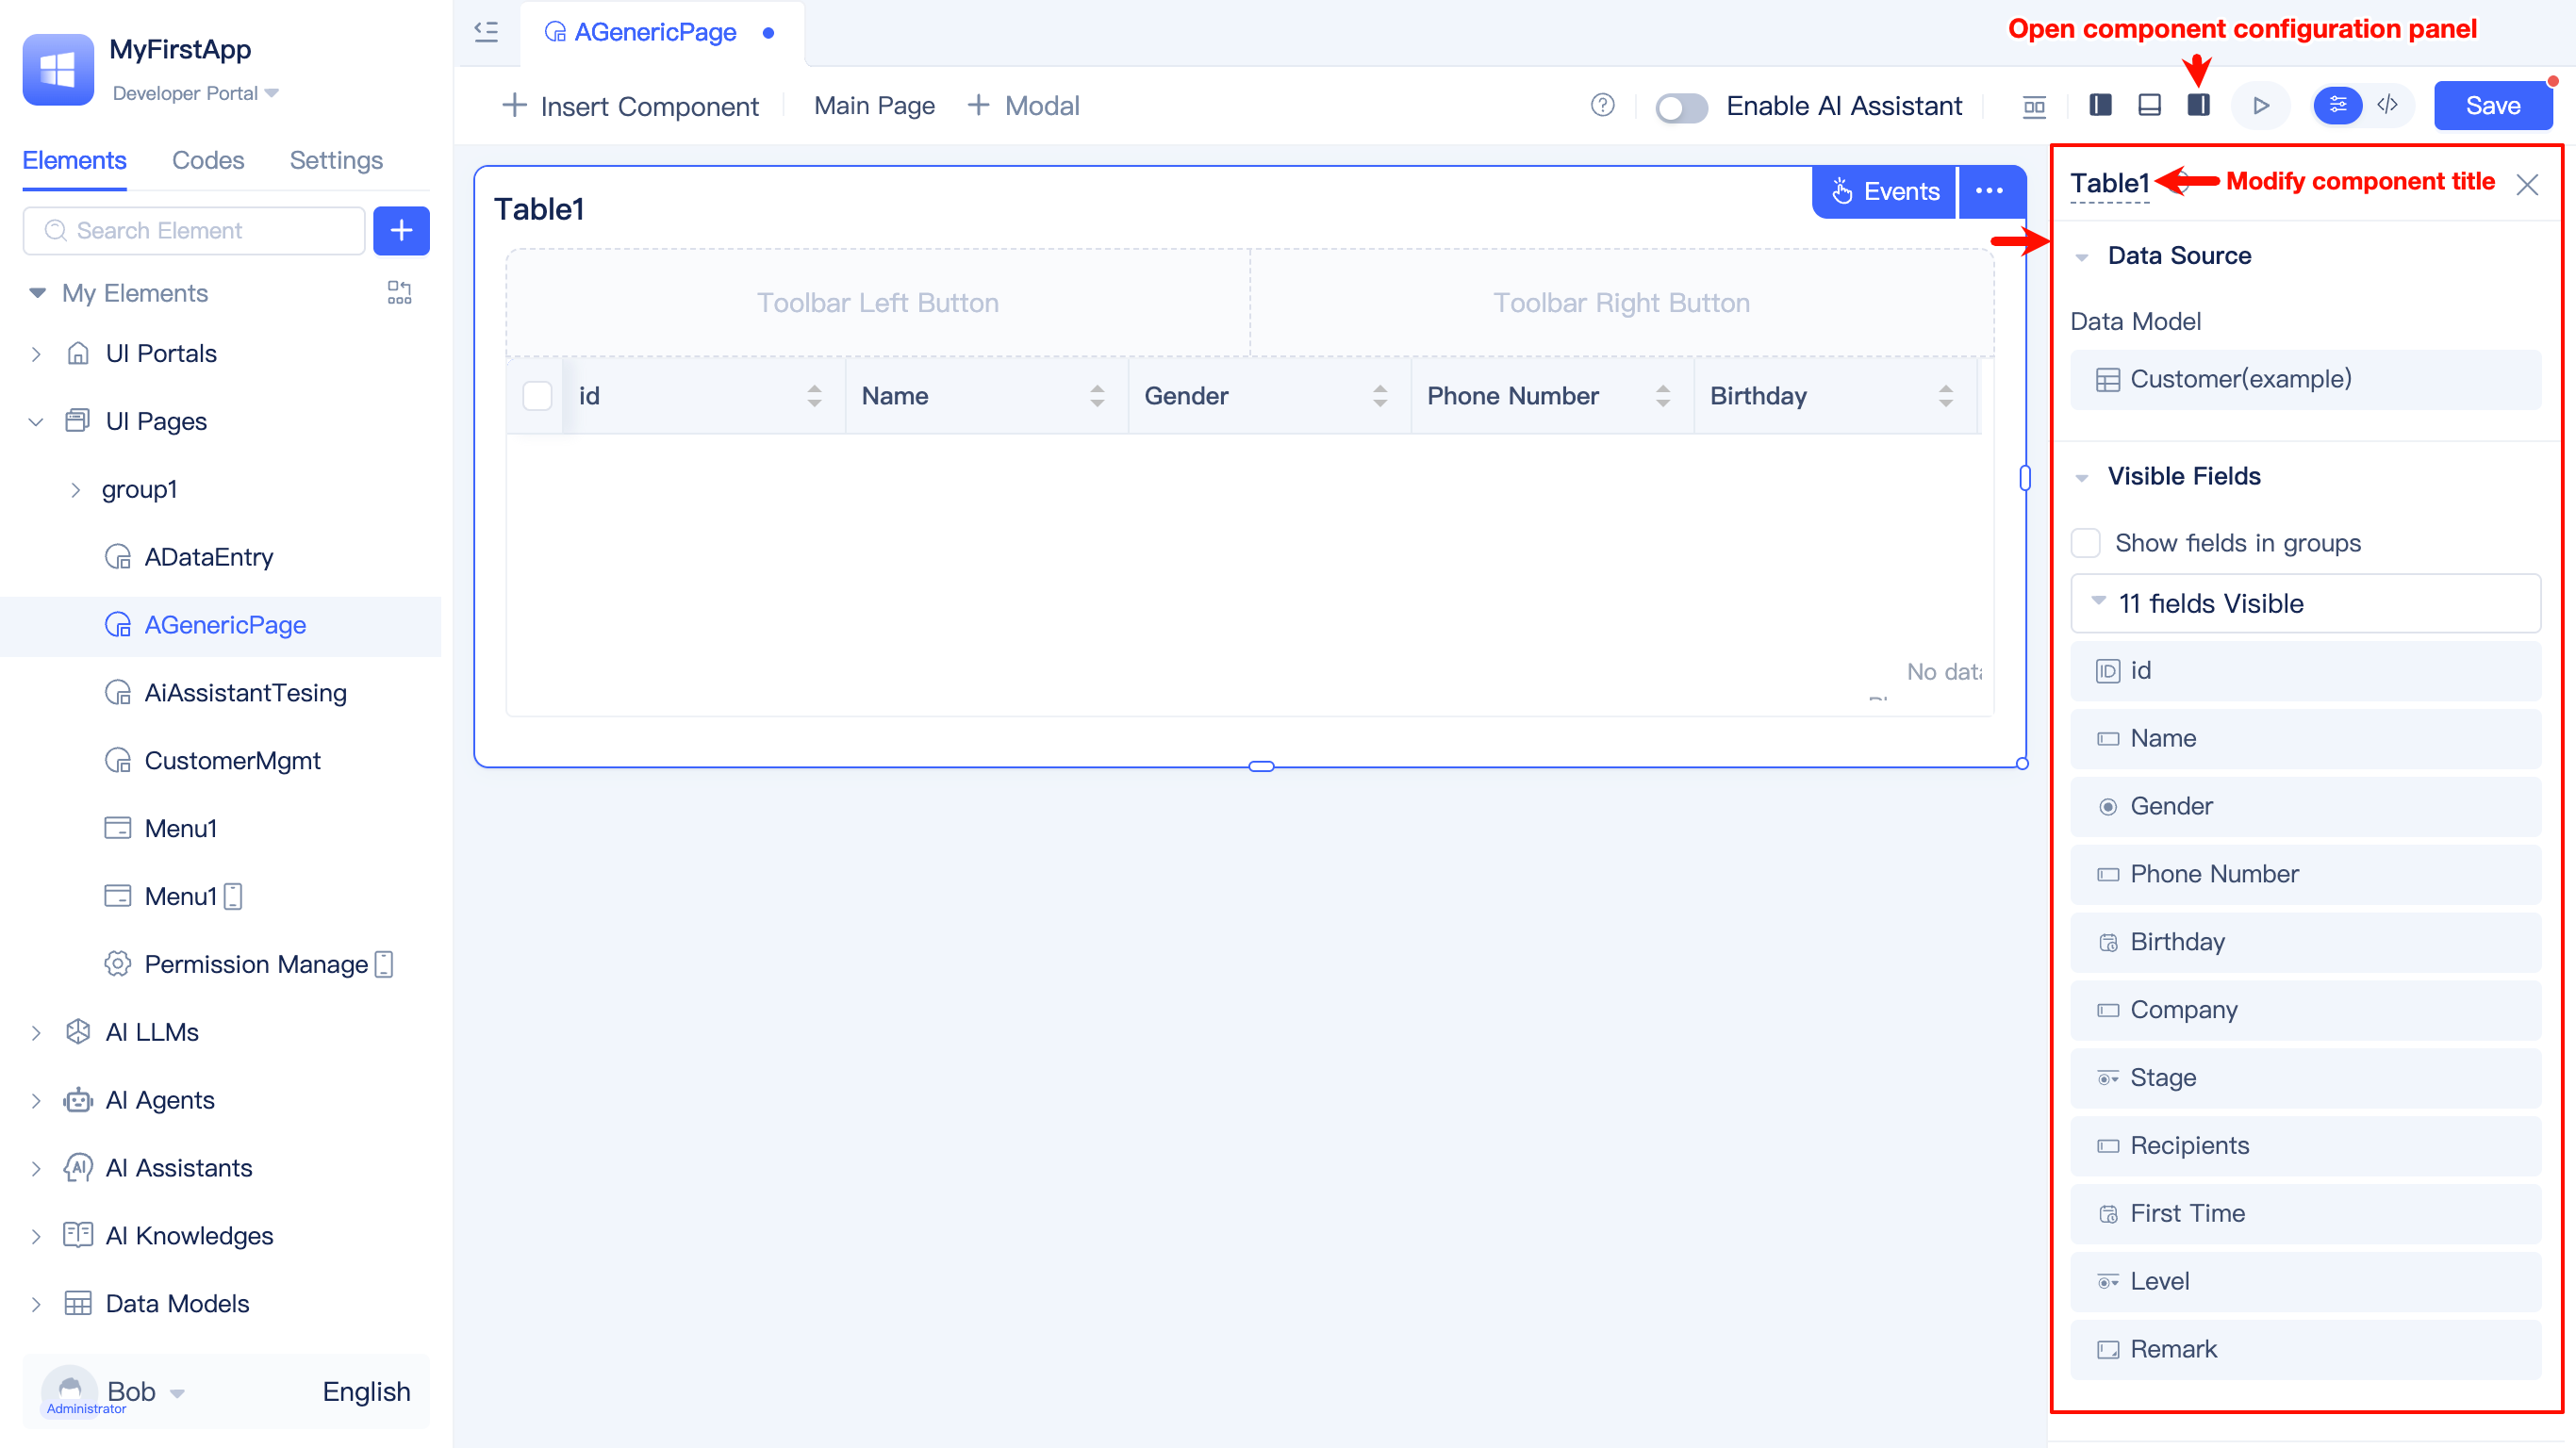 MyFirstApp
Developer Portal
Elements
Codes
Settings
Search Element
My Elements
UI Portals
UI Pages
group1
ADataEntry
AGenericPage
AiAssistantTesing
CustomerMgmt
Menu1
Menu1
Permission Manage
AI LLMs
AI Agents
AI Assistants
AI Knowledges
Data Models
Bob
Administrator
English
AGenericPage
Open component configuration panel
Insert Component
Main Page
Modal
Enable AI Assistant
Save
Table1
Events
Toolbar Left Button
Toolbar Right Button
id
Name
Gender
Phone Number
Birthday
No data
Table1
Modify component title
Data Source
Data Model
Customer(example)
Visible Fields
Show fields in groups
11 fields Visible
id
Name
Gender
Phone Number
Birthday
Company
Stage
Recipients
First Time
Level
Remark